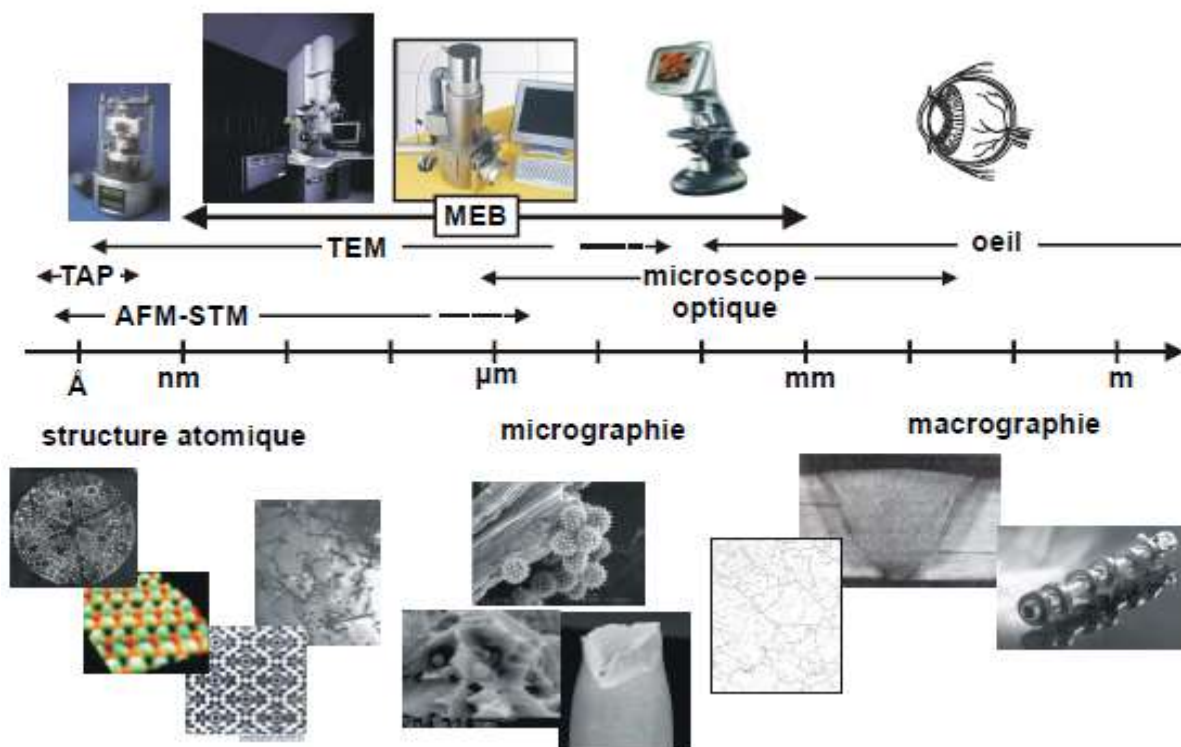 MEB
TEM
oeil
TAP
microscope
optique
AFM-STM
Å
nm
µm
mm
m
structure atomique
micrographie
macrographie